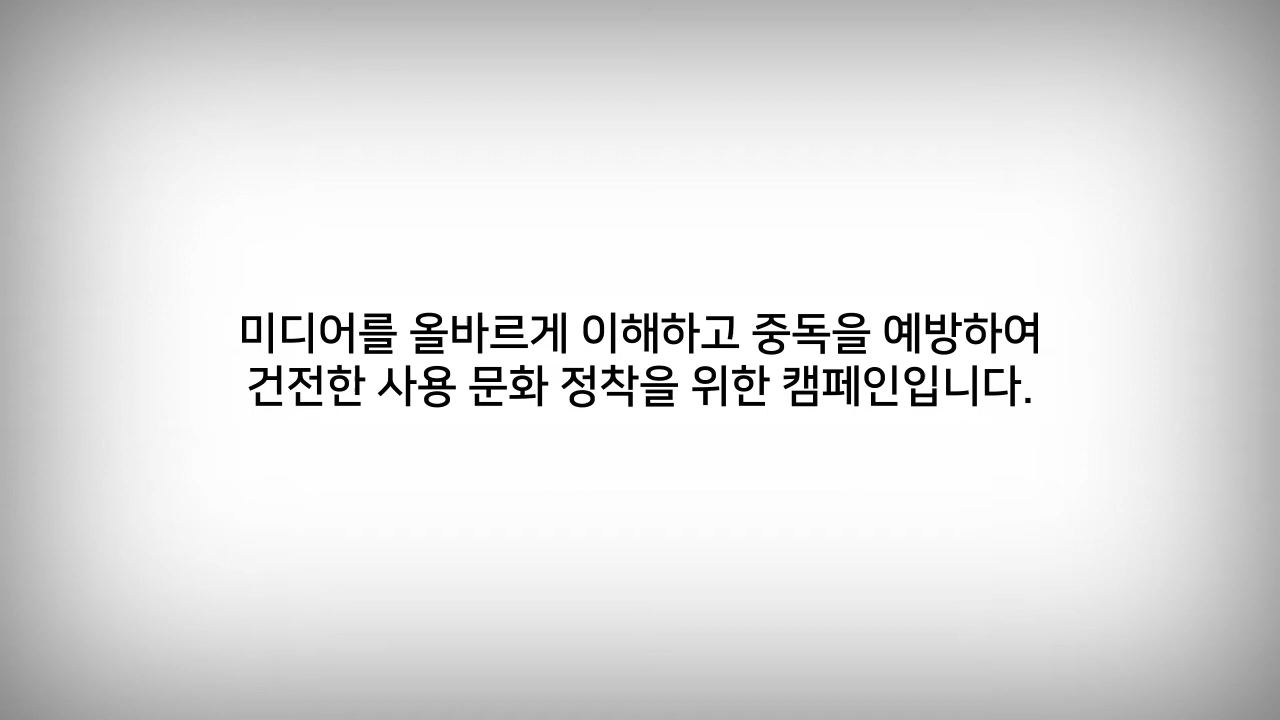 미디어를 올바르게 이해하고 중독을 예방하여
건전한 사용 문화 정착을 위한 캠페인입니다.